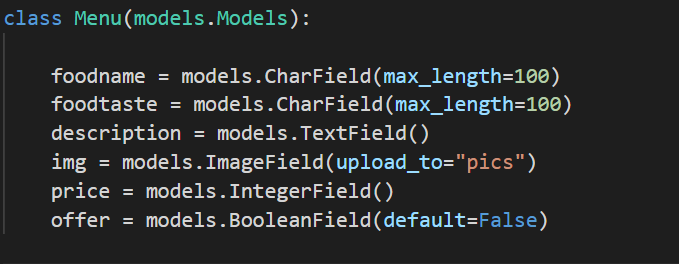 class Menu(models.Models):
foodname = models.CharField(max_length=100)
foodtaste = models.CharField(max_length=100)
description = models.TextField()
img = models.ImageField(upload_to="pics")
price = models.IntegerField()
offer = models.BooleanField(default=False)